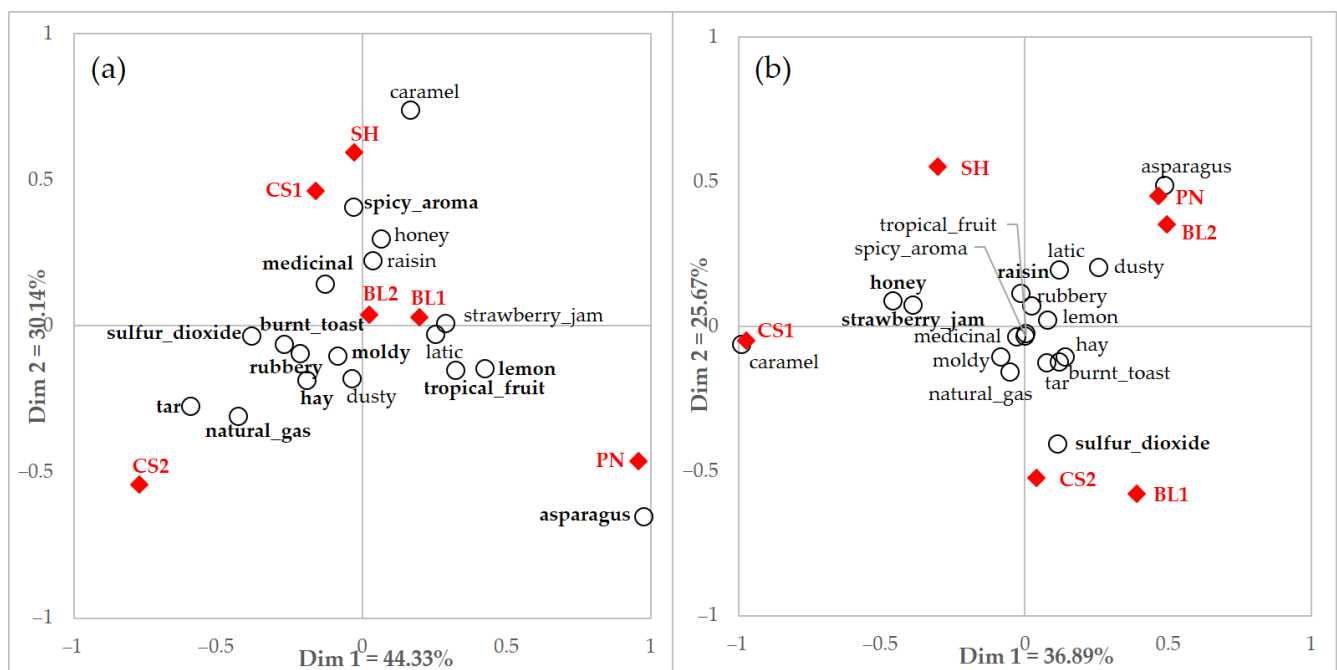 (a)
1
0.5
0
−0.5
−1
−1
−0.5
0
0.5
1
Dim 2 = 30.14%
Dim 1 = 44.33%
caramel
SH
CS1
spicy_aroma
honey
raisin
medicinal
BL2
BL1
strawberry_jam
sulfur_dioxide
burnt_toast
latic
moldy
rubbery
lemon
hay
dusty
tropical_fruit
tar
natural_gas
CS2
PN
asparagus
(b)
1
0.5
0
−0.5
−1
−1
−0.5
0
0.5
1
Dim 2 = 25.67%
Dim 1 = 36.89%
asparagus
SH
PN
BL2
tropical_fruit
spicy_aroma
latic
dusty
honey
raisin
rubbery
strawberry_jam
lemon
CS1
medicinal
hay
caramel
moldy
burnt_toast
tar
natural_gas
sulfur_dioxide
CS2
BL1